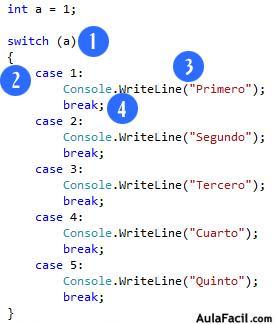 int a = 1;
switch (a) 1
{
2 case 1: 3
Console.WriteLine("Primero");
break; 4
case 2:
Console.WriteLine("Segundo");
break;
case 3:
Console.WriteLine("Tercero");
break;
case 4:
Console.WriteLine("Cuarto");
break;
case 5:
Console.WriteLine("Quinto");
break;
}
AulaFacil.com